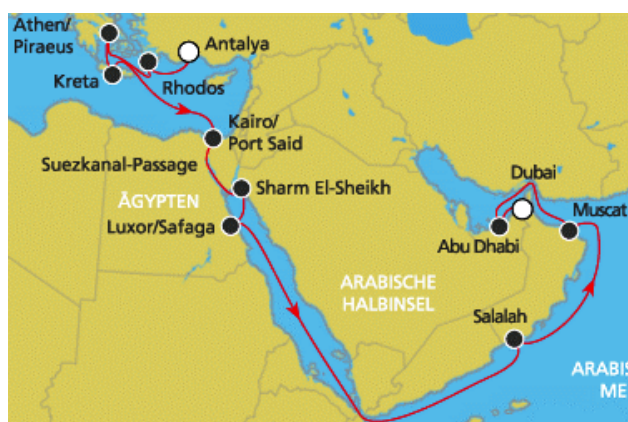 Athen/
Piraeus
Antalya
Kreta
Rhodos
Kairo/
Port Said
Suezkanal-Passage
Sharm El-Sheikh
ÄGYPTEN
Luxor/Safaga
Dubai
Muscat
Abu Dhabi
ARABISCHE
HALBINSEL
Salalah
ARABIS
ME